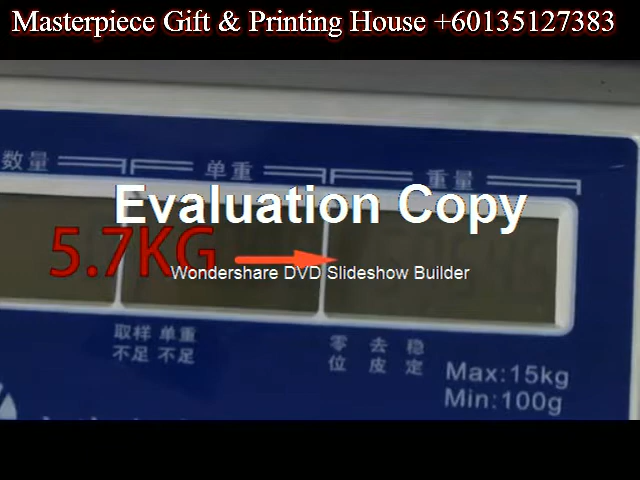 Masterpiece Gift & Printing House +60135127383
数量 单重 重量
Evaluation Copy
5.7KG
Wondershare DVD Slideshow Builder
取样 单重 零 去 稳
不足 不足 位 皮 定
Max:15kg
Min:100g